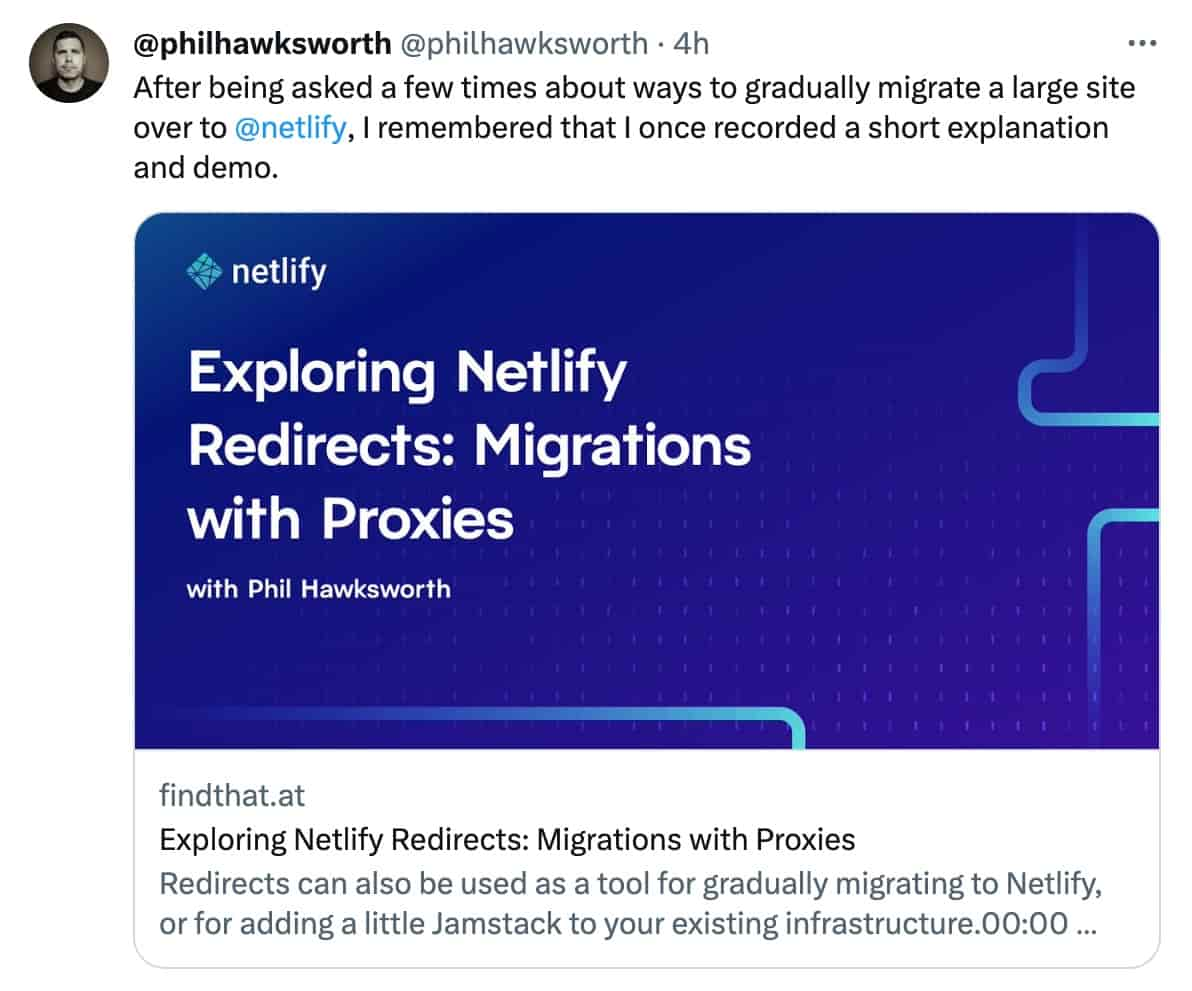 @philhawksworth @philhawksworth · 4h
After being asked a few times about ways to gradually migrate a large site
over to @netlify, I remembered that I once recorded a short explanation
and demo.
netlify
Exploring Netlify
Redirects: Migrations
with Proxies
with Phil Hawksworth
findthat.at
Exploring Netlify Redirects: Migrations with Proxies
Redirects can also be used as a tool for gradually migrating to Netlify,
or for adding a little Jamstack to your existing infrastructure.00:00 ...